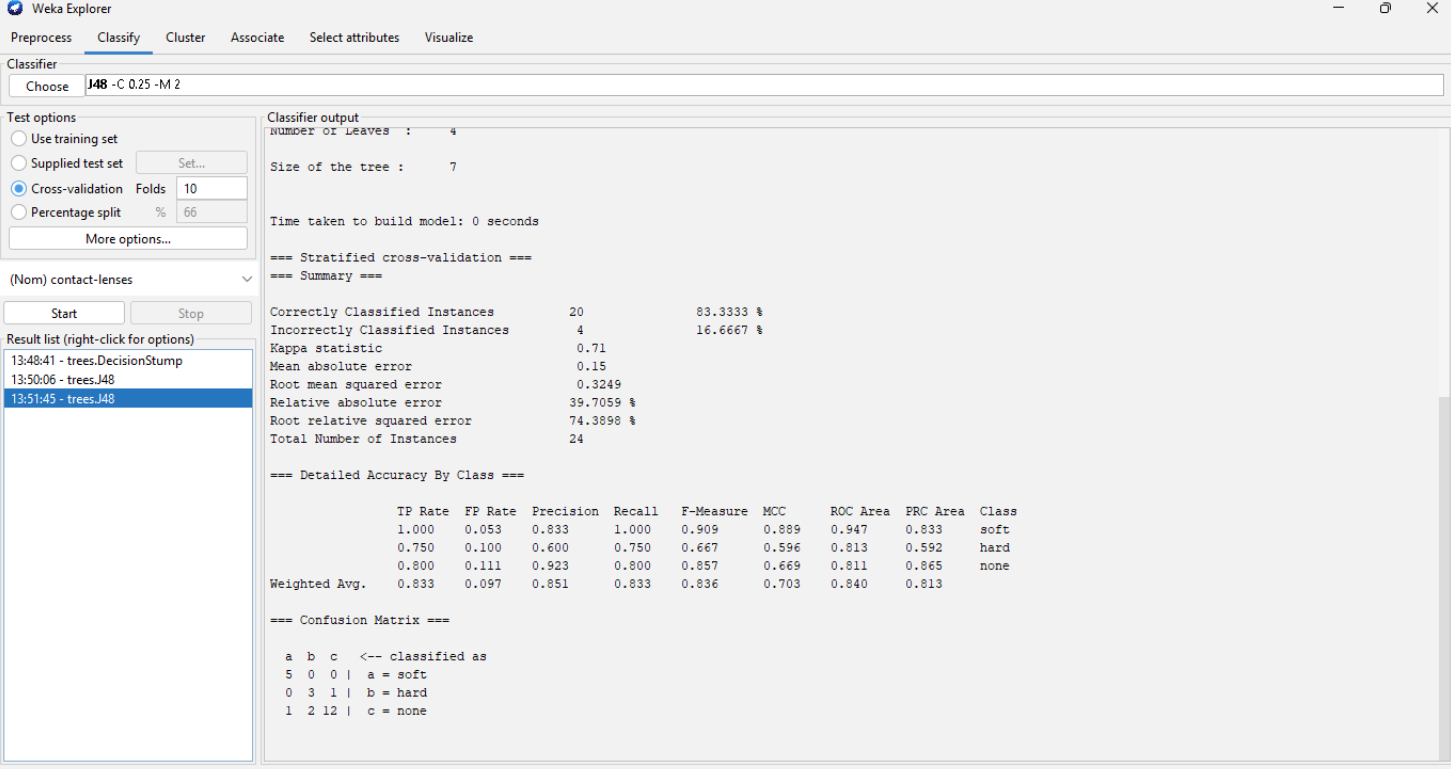 Weka Explorer
Preprocess Classify Cluster Associate Select attributes Visualize
Classifier
Choose J48 -C 0.25 -M 2
Test options
Use training set
Supplied test set Set...
Cross-validation Folds 10
Percentage split % 66
More options...
(Nom) contact-lenses
Start Stop
Result list (right-click for options)
13:48:41 - trees.DecisionStump
13:50:06 - trees.J48
13:51:45 - trees.J48
Classifier output
Number of Leaves : 4
Size of the tree : 7
Time taken to build model: 0 seconds
=== Stratified cross-validation ===
=== Summary ===
Correctly Classified Instances 20 83.3333 %
Incorrectly Classified Instances 4 16.6667 %
Kappa statistic 0.71
Mean absolute error 0.15
Root mean squared error 0.3249
Relative absolute error 39.7059 %
Root relative squared error 74.3898 %
Total Number of Instances 24
=== Detailed Accuracy By Class ===
TP Rate FP Rate Precision Recall F-Measure MCC ROC Area PRC Area Class
1.000 0.053 0.833 1.000 0.909 0.889 0.947 0.833 soft
0.750 0.100 0.600 0.750 0.667 0.596 0.813 0.592 hard
0.800 0.111 0.923 0.800 0.857 0.669 0.811 0.865 none
Weighted Avg. 0.833 0.097 0.851 0.833 0.836 0.703 0.840 0.813
=== Confusion Matrix ===
a b c <-- classified as
5 0 0 | a = soft
0 3 1 | b = hard
1 2 12 | c = none